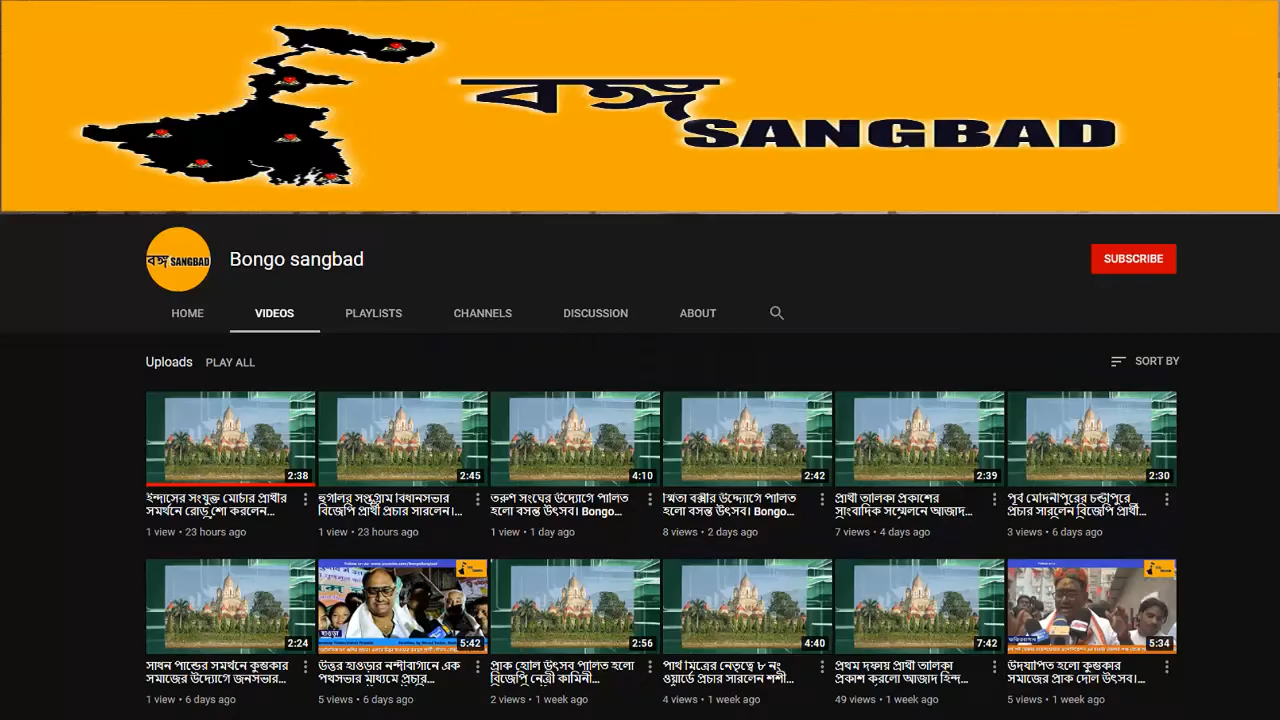 বঙ্গ
SANGBAD
বঙ্গ SANGBAD
Bongo sangbad
SUBSCRIBE
HOME
VIDEOS
PLAYLISTS
CHANNELS
DISCUSSION
ABOUT
Uploads
PLAY ALL
SORT BY
2:38
2:45
4:10
2:42
2:39
2:30
ইন্দাসের সংযুক্ত মোর্চার প্রার্থীর
সমর্থনে রোড শো করলেন...
হুগলির সপ্তগ্রাম বিধানসভার
বিজেপি প্রার্থী প্রচার সারলেন।...
তরুণ সংঘের উদ্যোগে পালিত
হলো বসন্ত উৎসব। Bongo...
স্মিতা বক্সীর উদ্দ্যোগে পালিত
হলো বসন্ত উৎসব। Bongo...
প্রার্থী তালিকা প্রকাশের
সাংবাদিক সম্মেলনে আজাদ...
পূর্ব মেদিনীপুরের চন্ডীপুরে
প্রচার সারলেন বিজেপি প্রার্থী...
1 view • 23 hours ago
1 view • 23 hours ago
1 view • 1 day ago
8 views • 2 days ago
7 views • 4 days ago
3 views • 6 days ago
হাওড়া
2:24
5:42
2:56
4:40
7:42
5:34
সাধন পান্ডের সমর্থনে কুম্ভকার
সমাজের উদ্যোগে জনসভার...
উত্তর হাওড়ার নন্দীবাগানে এক
পথসভার মাধ্যমে প্রচার...
প্রাক হোলি উৎসব পালিত হলো
বিজেপি নেত্রী কামিনী...
পার্থ মিত্রের নেতৃত্বে ৮ নং
ওয়ার্ডে প্রচার সারলেন শশী...
প্রথম দফায় প্রার্থী তালিকা
প্রকাশ করলো আজাদ হিন্দ...
উদযাপিত হলো কুম্ভকার
সমাজের প্রাক দোল উৎসব।...
1 view • 6 days ago
5 views • 6 days ago
2 views • 1 week ago
4 views • 1 week ago
49 views • 1 week ago
5 views • 1 week ago